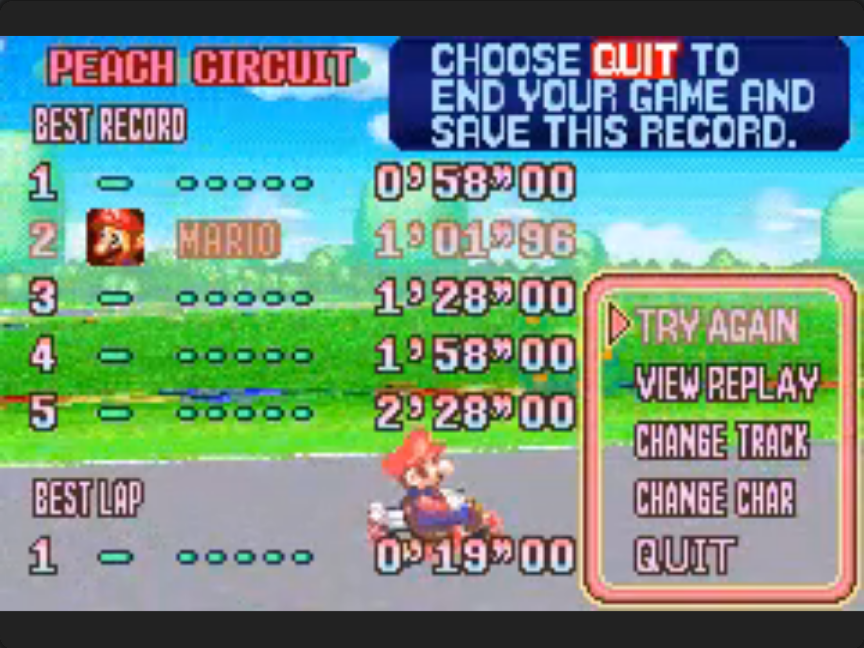 PEACH CIRCUIT
CHOOSE QUIT TO
END YOUR GAME AND
SAVE THIS RECORD.
BEST RECORD
1 - - - - - - 0'58"00
2 MARIO 1'01"96
3 - - - - - - 1'28"00
4 - - - - - - 1'58"00
5 - - - - - - 2'28"00
TRY AGAIN
VIEW REPLAY
CHANGE TRACK
CHANGE CHAR
QUIT
BEST LAP
1 - - - - - - 0'19"00